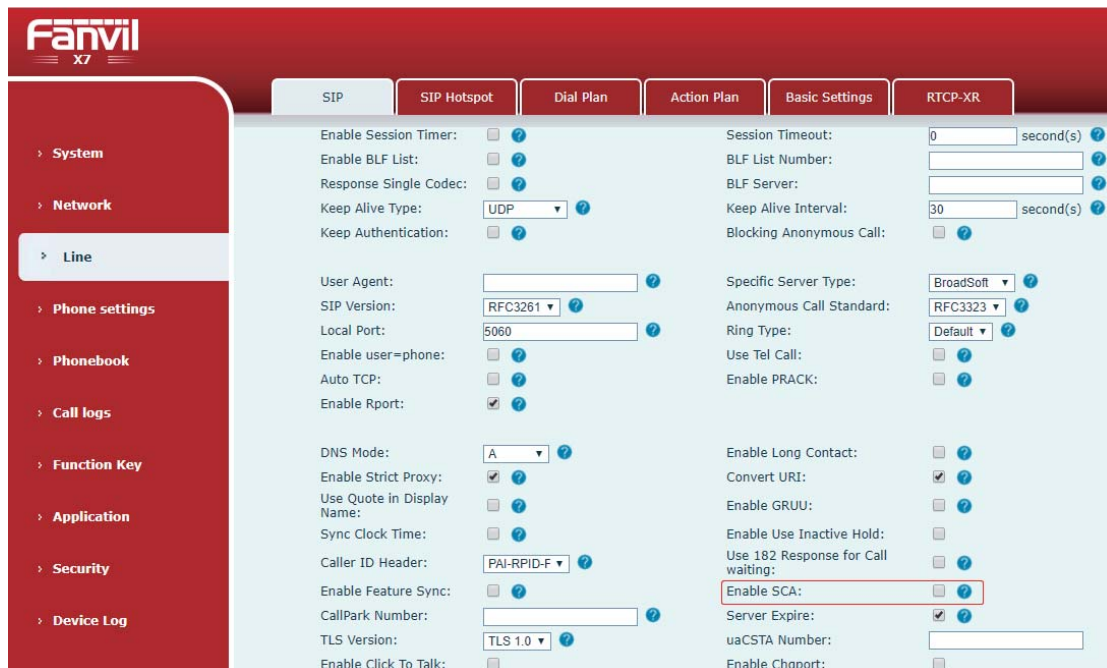 Fanvil
X7
SIP SIP Hotspot Dial Plan Action Plan Basic Settings RTCP-XR
› System
› Network
› Line
› Phone settings
› Phonebook
› Call logs
› Function Key
› Application
› Security
› Device Log
Enable Session Timer: Session Timeout: 0 second(s)
Enable BLF List: BLF List Number:
Response Single Codec: BLF Server:
Keep Alive Type: UDP Keep Alive Interval: 30 second(s)
Keep Authentication: Blocking Anonymous Call:
User Agent: Specific Server Type: BroadSoft
SIP Version: RFC3261 Anonymous Call Standard: RFC3323
Local Port: 5060 Ring Type: Default
Enable user=phone: Use Tel Call:
Auto TCP: Enable PRACK:
Enable Rport:
DNS Mode: A Enable Long Contact:
Enable Strict Proxy: Convert URI:
Use Quote in Display
Name: Enable GRUU:
Sync Clock Time: Enable Use Inactive Hold:
Caller ID Header: PAI-RPID-F Use 182 Response for Call
waiting:
Enable Feature Sync: Enable SCA:
CallPark Number: Server Expire:
TLS Version: TLS 1.0 uaCSTA Number:
Enable Click To Talk: Enable Chgport: